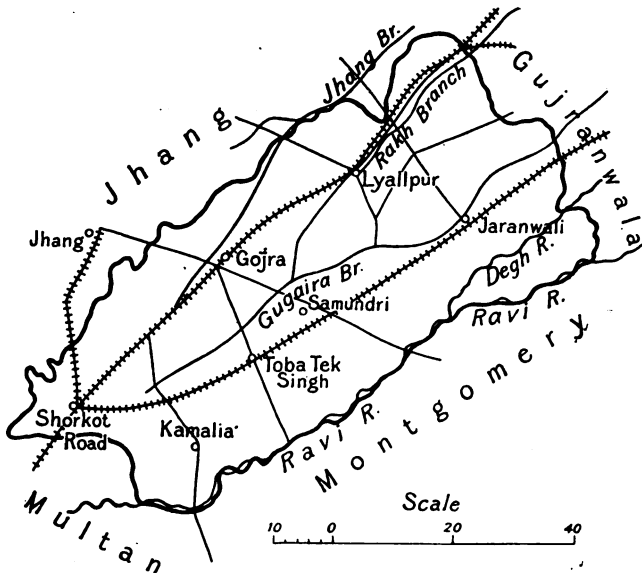 Jhang Br.
Gujranwala
Jhang
Rakh Branch
Lyallpur
Jhang
Gojra
Jaranwali
Degh R.
Gugaira Br.
Samundri
Ravi R.
Toba Tek
Singh
Shorkot
Road
Kamalia
Ravi R.
Montgomery
Multan
Scale
10 0 20 40